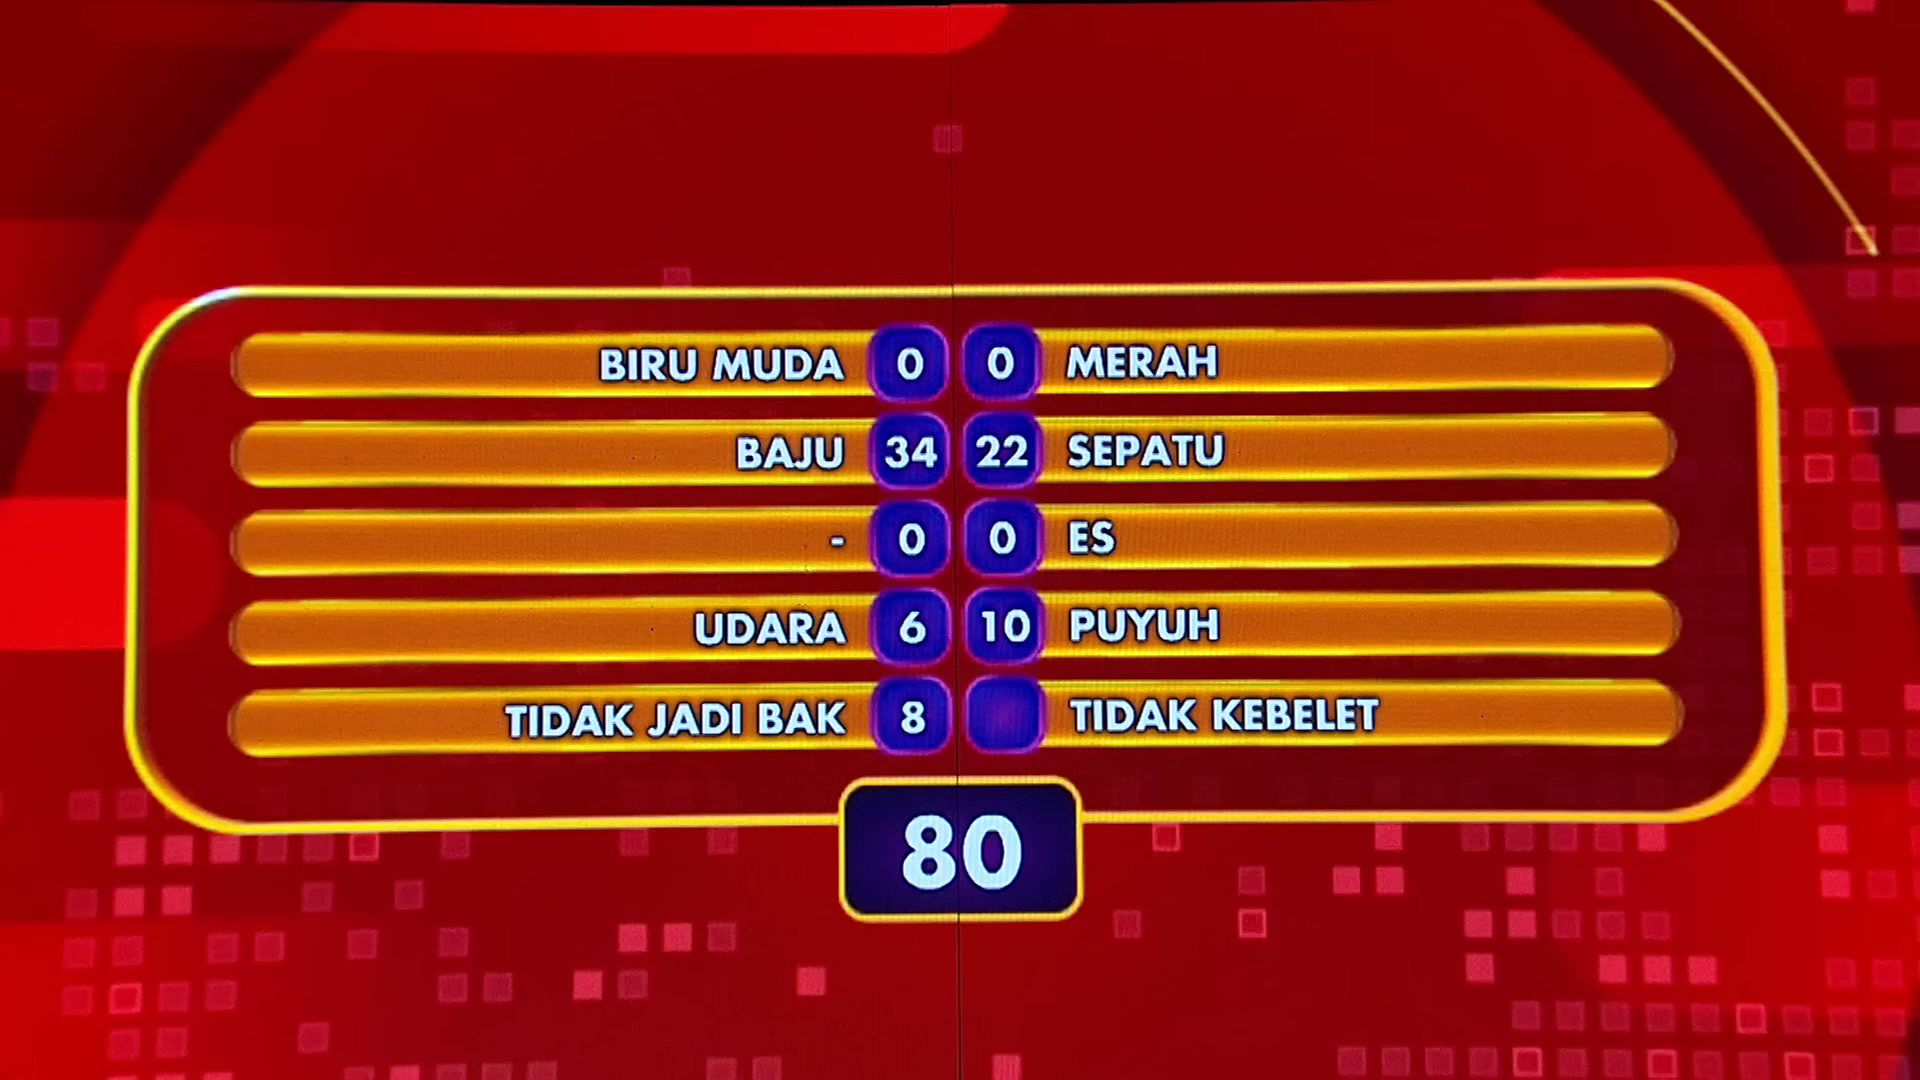 BIRU MUDA 0 0 MERAH
BAJU 34 22 SEPATU
- 0 0 ES
UDARA 6 10 PUYUH
TIDAK JADI BAK 8 TIDAK KEBELET
80